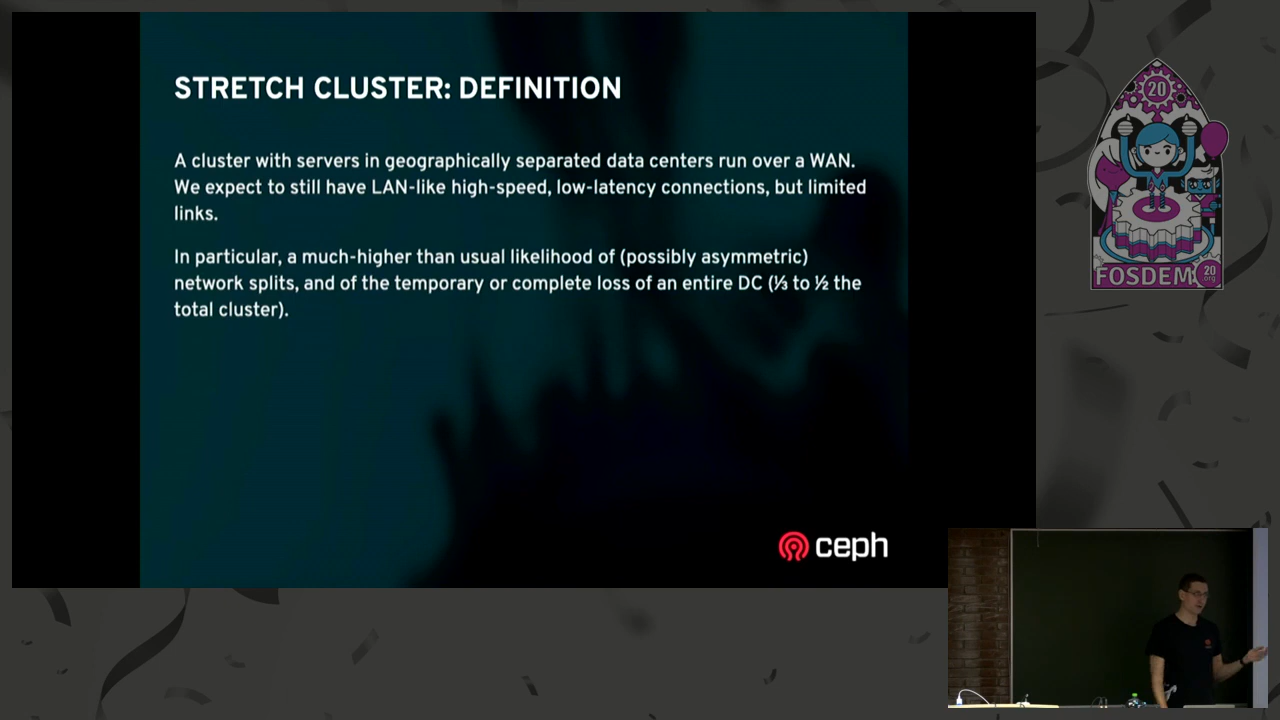 STRETCH CLUSTER: DEFINITION
A cluster with servers in geographically separated data centers run over a WAN.
We expect to still have LAN-like high-speed, low-latency connections, but limited
links.
In particular, a much-higher than usual likelihood of (possibly asymmetric)
network splits, and of the temporary or complete loss of an entire DC (⅓ to ½ the
total cluster).
ceph
20
FOSDEM
20
.org